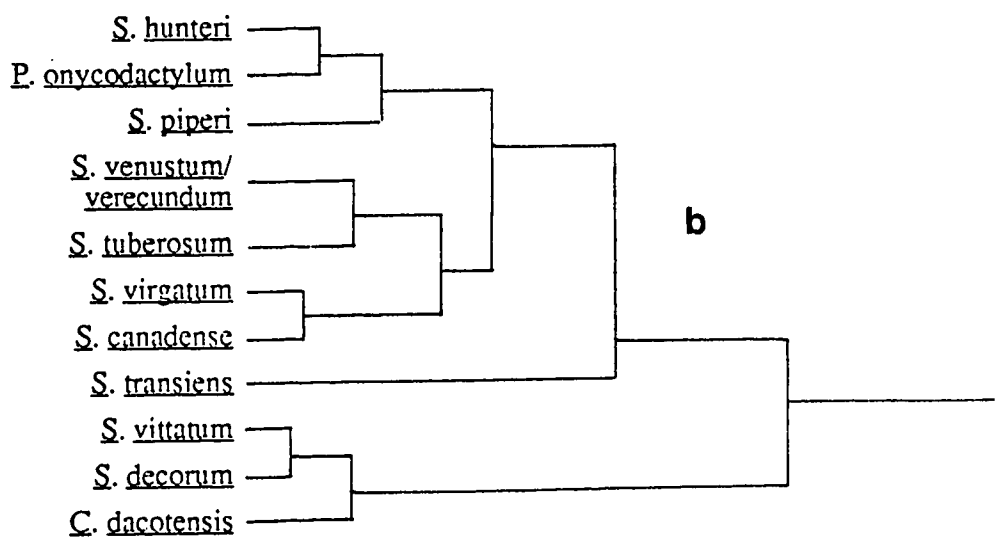 S. hunteri
P. onycodactylum
S. piperi
S. venustum/
verecundum
S. tuberosum
b
S. virgatum
S. canadense
S. transiens
S. vittatum
S. decorum
C. dacotensis